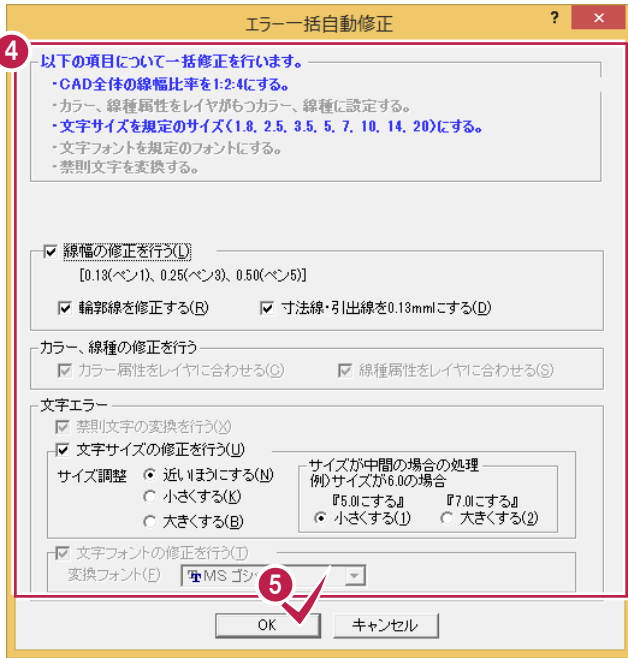 エラー一括自動修正
? ×
4
以下の項目について一括修正を行います。
・CAD全体の線幅比率を1:2:4にする。
・カラー、線種属性をレイヤがもつカラー、線種に設定する。
・文字サイズを規定のサイズ(1.8, 2.5, 3.5, 5, 7, 10, 14, 20)にする。
・文字フォントを規定のフォントにする。
・禁則文字を変換する。
線幅の修正を行う(L)
[0.13(ペン1)、0.25(ペン3)、0.50(ペン5)]
輪郭線を修正する(R) 寸法線・引出線を0.13mmにする(D)
カラー、線種の修正を行う
カラー属性をレイヤに合わせる(C) 線種属性をレイヤに合わせる(S)
文字エラー
禁則文字の変換を行う(X)
文字サイズの修正を行う(U)
サイズ調整 近いほうにする(N)
小さくする(K)
大きくする(B)
サイズが中間の場合の処理
例)サイズが6.0の場合
『5.0にする』 『7.0にする』
小さくする(1) 大きくする(2)
文字フォントの修正を行う(T)
変換フォント(F) MS ゴシ
5
OK キャンセル